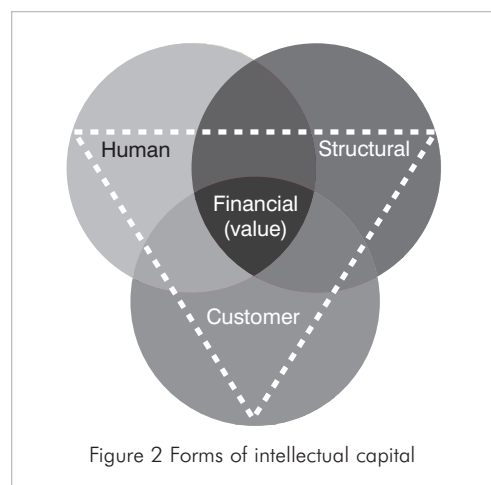 Human
Structural
Financial
(value)
Customer
Figure 2 Forms of intellectual capital